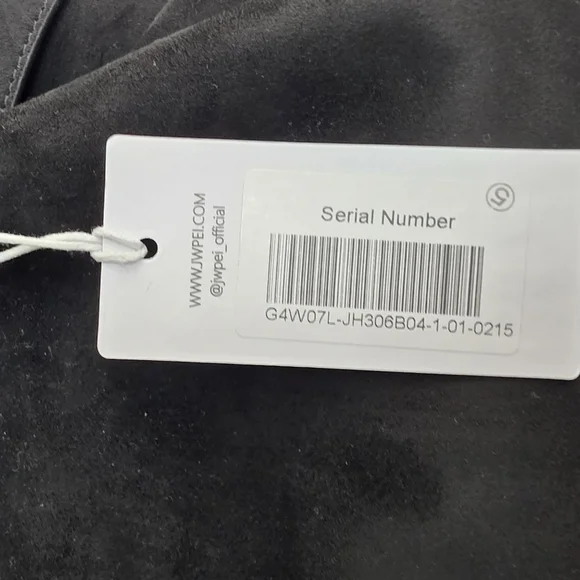 WWW.JWPEI.COM
@jwpei_official
Serial Number
G4W07L-JH306B04-1-01-0215